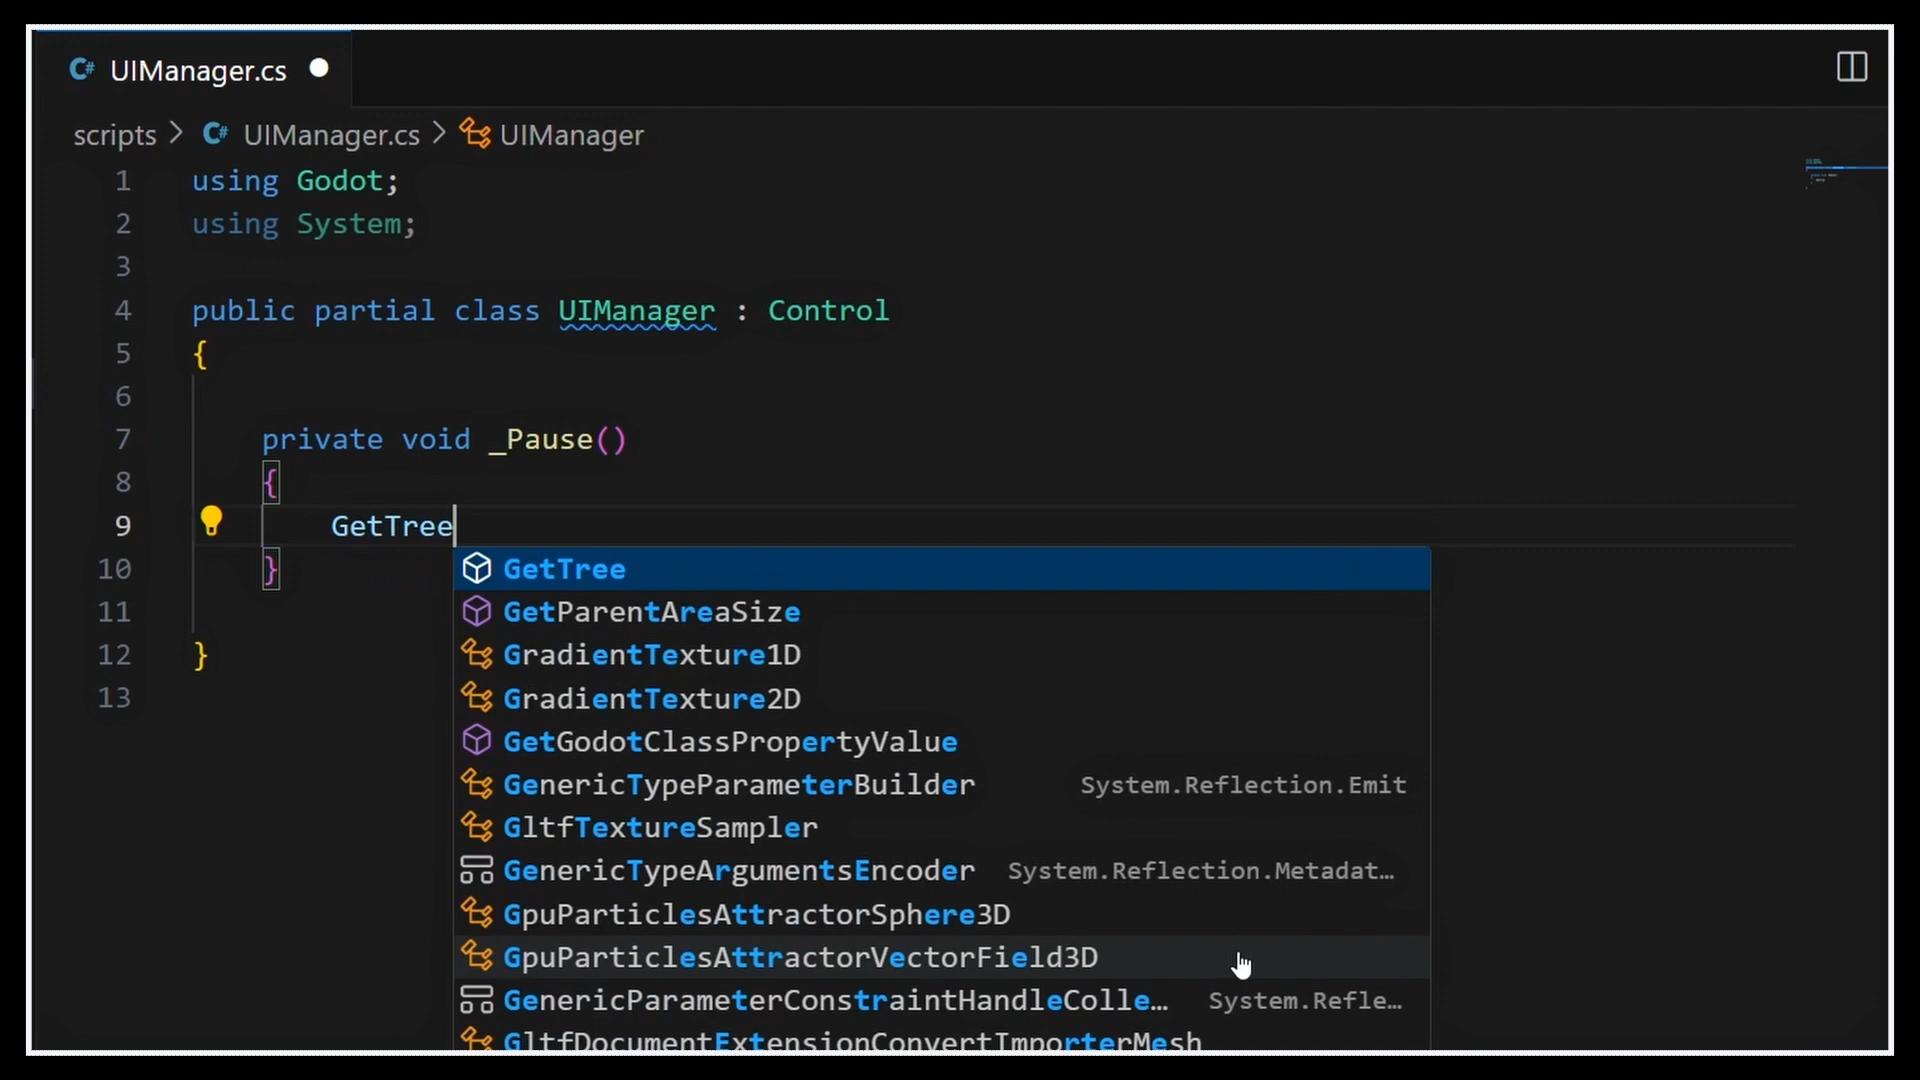 C# UIManager.cs
scripts > C# UIManager.cs > UIManager
1 using Godot;
2 using System;
3
4 public partial class UIManager : Control
5 {
6
7 private void _Pause()
8 {
9 GetTree
10 }
11
12 }
13
GetTree
GetParentAreaSize
GradientTexture1D
GradientTexture2D
GetGodotClassPropertyValue
GenericTypeParameterBuilder System.Reflection.Emit
GltfTextureSampler
GenericTypeArgumentsEncoder System.Reflection.Metadat…
GpuParticlesAttractorSphere3D
GpuParticlesAttractorVectorField3D
GenericParameterConstraintHandleColle… System.Refle…
GltfDocumentExtensionConvertImporterMesh